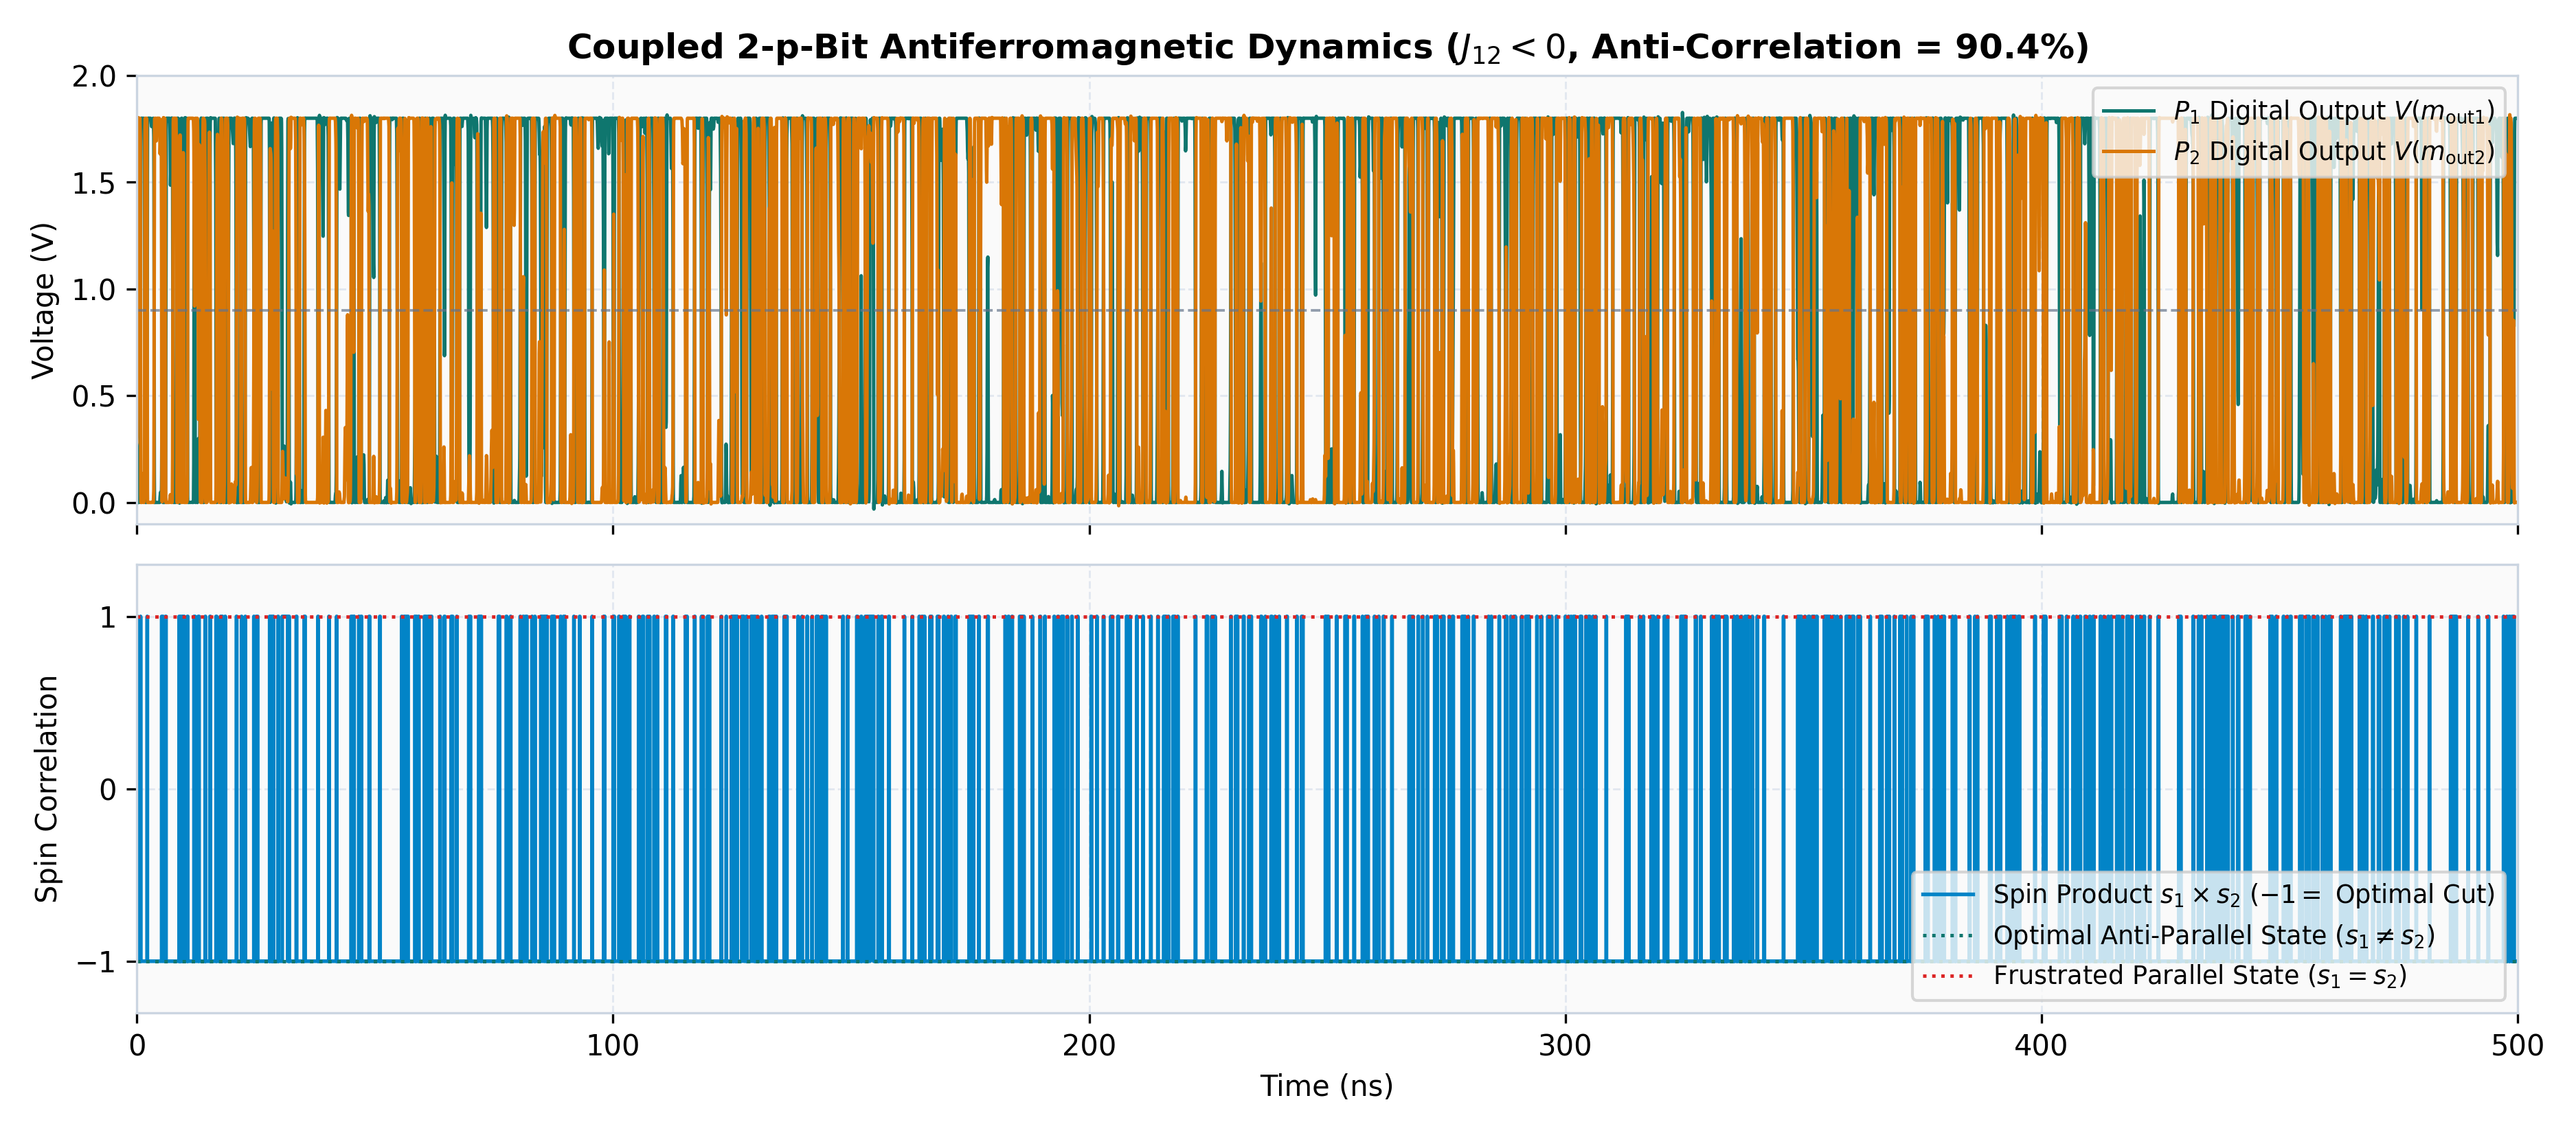 Coupled 2-p-Bit Antiferromagnetic Dynamics (J₁₂ < 0, Anti-Correlation = 90.4%)
2.0
1.5
1.0
0.5
0.0
Voltage (V)
P₁ Digital Output V(m_out1)
P₂ Digital Output V(m_out2)
1
0
−1
Spin Correlation
Spin Product s₁ × s₂ (−1 = Optimal Cut)
Optimal Anti-Parallel State (s₁ ≠ s₂)
Frustrated Parallel State (s₁ = s₂)
0 100 200 300 400 500
Time (ns)